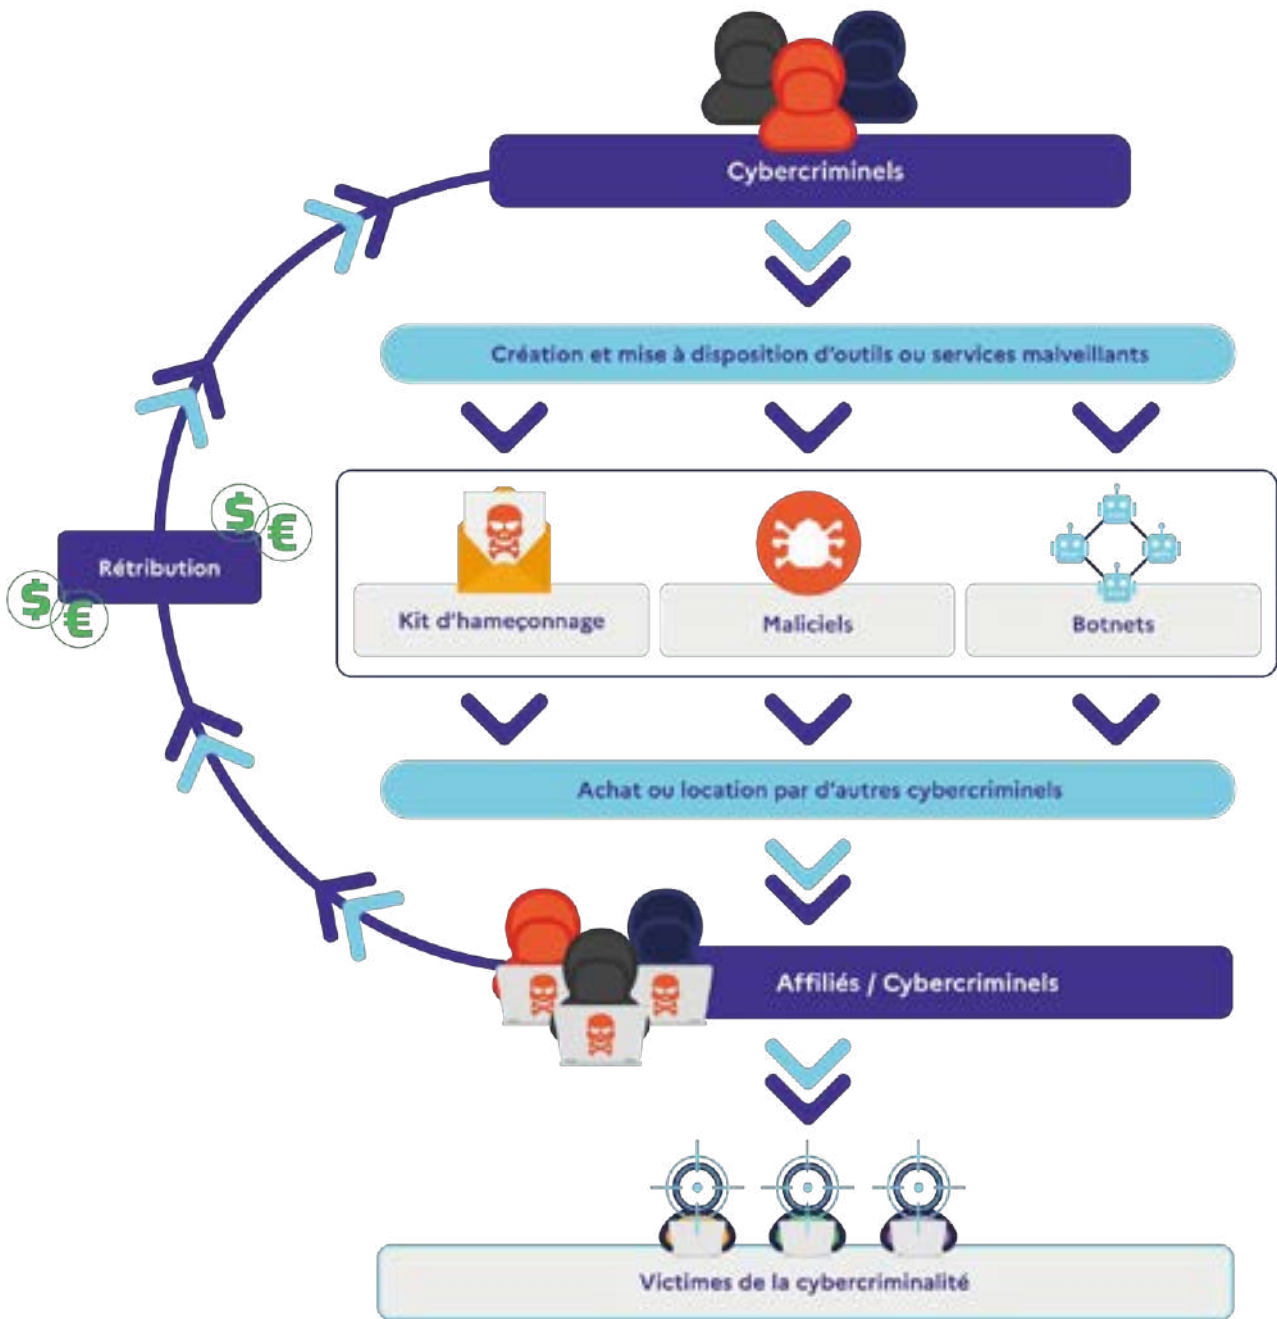 Cybercriminels
Création et mise à disposition d'outils ou services malveillants
$
€
Rétribution
$
€
Kit d'hameçonnage
Maliciels
Botnets
Achat ou location par d'autres cybercriminels
Affiliés / Cybercriminels
Victimes de la cybercriminalité